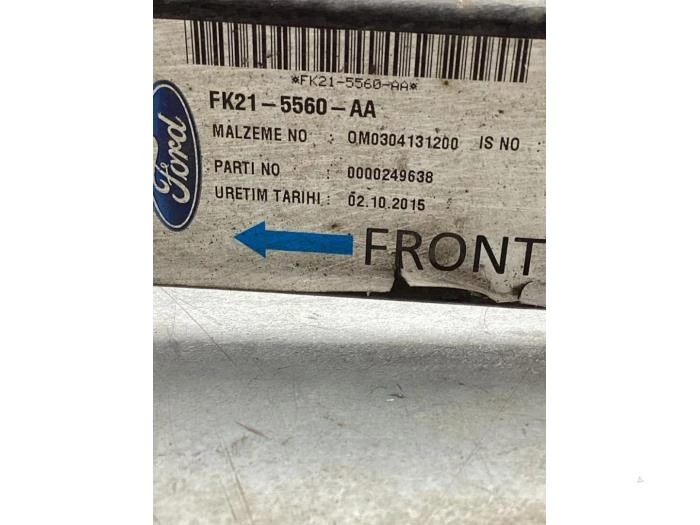 *FK21-5560-AA*
FK21-5560-AA
Ford
MALZEME NO : 0M0304131200 IS NO
PARTI NO : 0000249638
URETIM TARIHI : 02.10.2015
FRONT